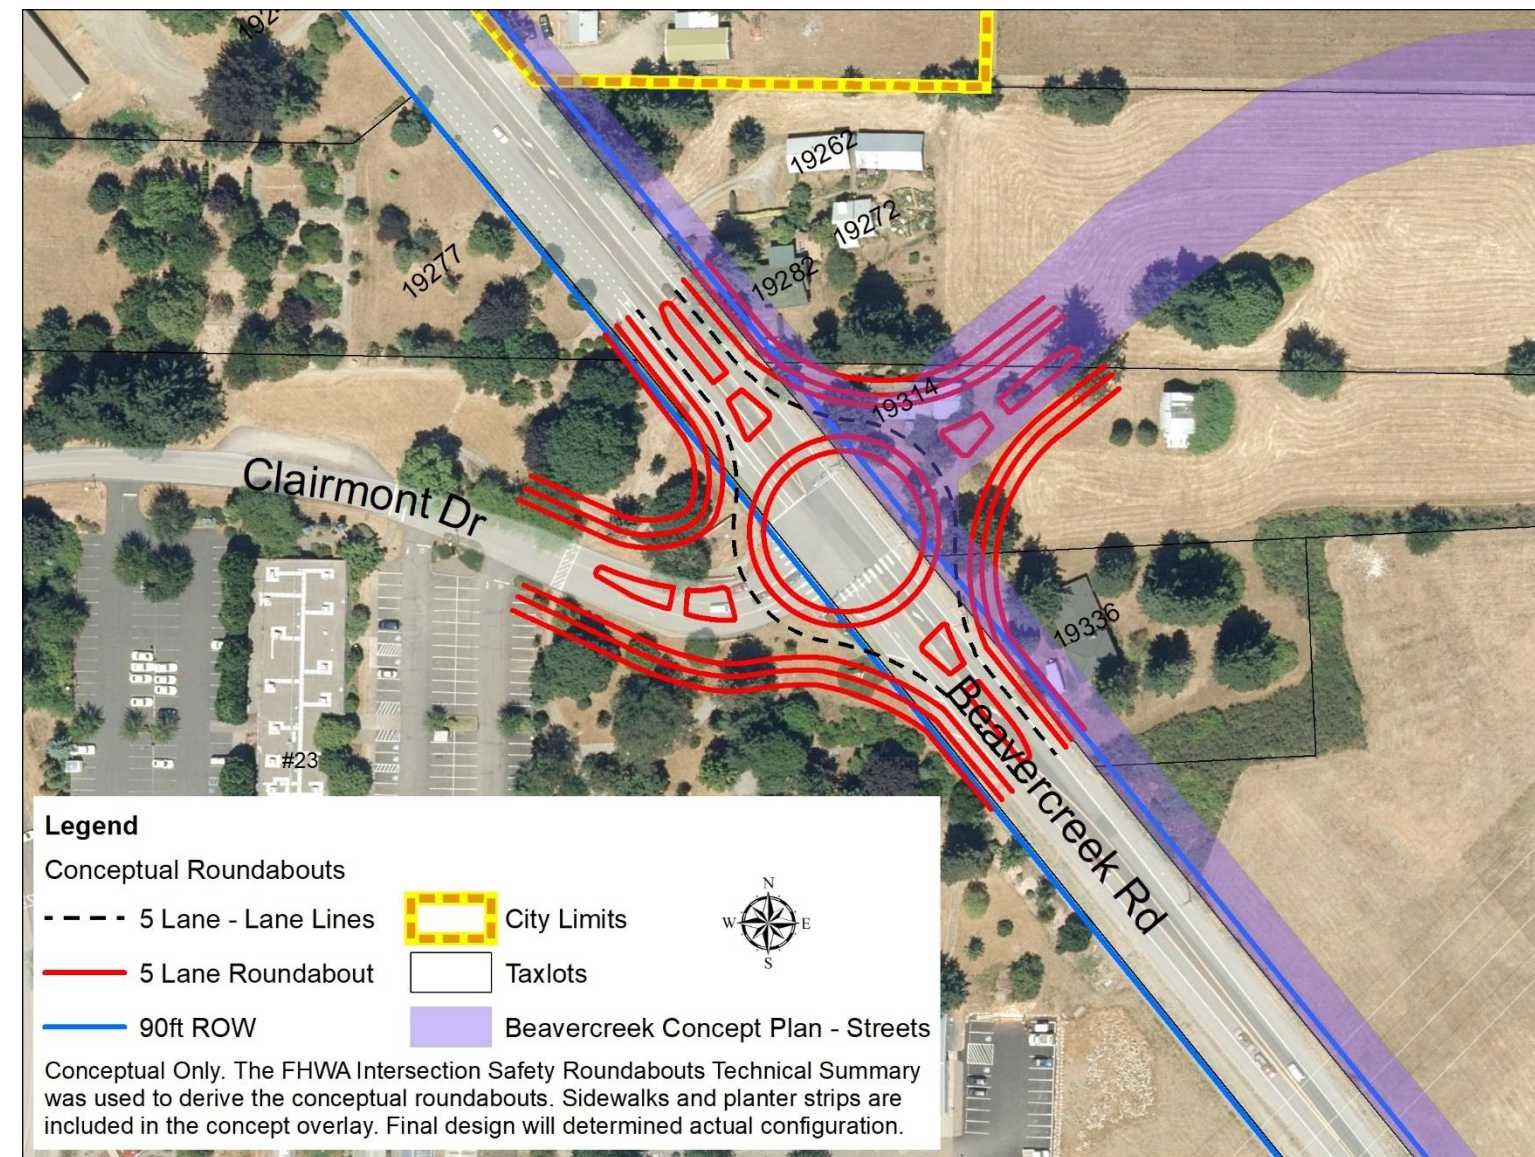 19262
19272
19282
19277
19314
Clairmont Dr
19336
#23
Beavercreek Rd
Legend
Conceptual Roundabouts
5 Lane - Lane Lines
City Limits
5 Lane Roundabout
Taxlots
90ft ROW
Beavercreek Concept Plan - Streets
N
W E
S
Conceptual Only. The FHWA Intersection Safety Roundabouts Technical Summary
was used to derive the conceptual roundabouts. Sidewalks and planter strips are
included in the concept overlay. Final design will determined actual configuration.